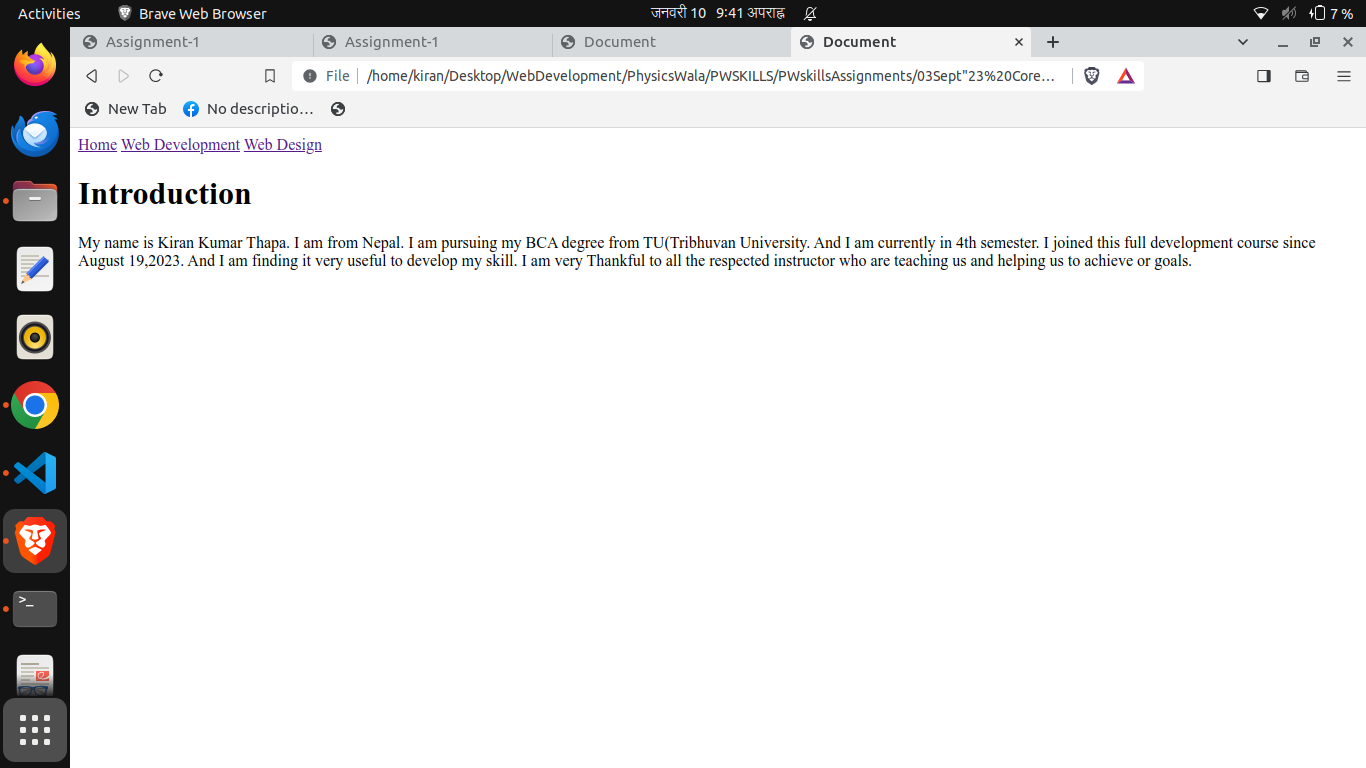 Activities Brave Web Browser जनवरी 10 9:41 अपराह्न 7 %
Assignment-1 Assignment-1 Document Document
File /home/kiran/Desktop/WebDevelopment/PhysicsWala/PWSKILLS/PWskillsAssignments/03Sept"23%20Core…
New Tab No descriptio…
Home Web Development Web Design
Introduction
My name is Kiran Kumar Thapa. I am from Nepal. I am pursuing my BCA degree from TU(Tribhuvan University. And I am currently in 4th semester. I joined this full development course since
August 19,2023. And I am finding it very useful to develop my skill. I am very Thankful to all the respected instructor who are teaching us and helping us to achieve or goals.